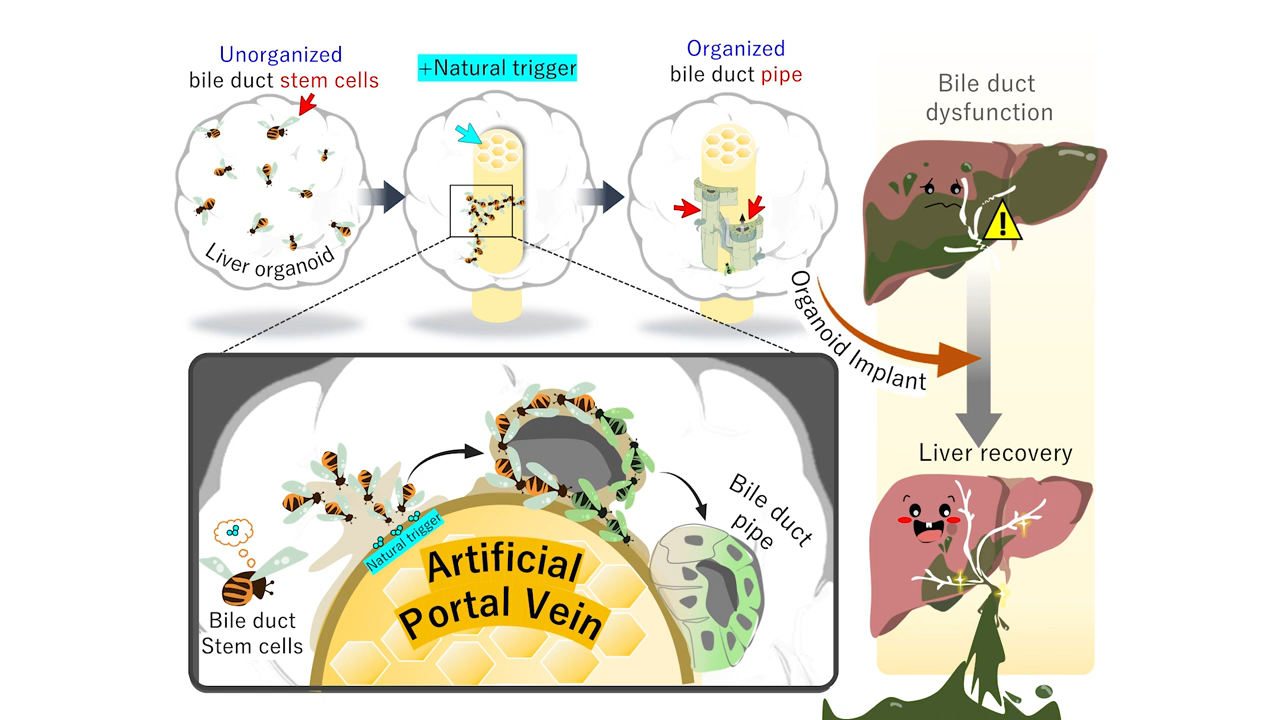 Unorganized
bile duct stem cells
+Natural trigger
Organized
bile duct pipe
Bile duct
dysfunction
!
Liver organoid
Organoid Implant
Liver recovery
Natural trigger
Artificial
Portal Vein
Bile duct
pipe
Bile duct
Stem cells